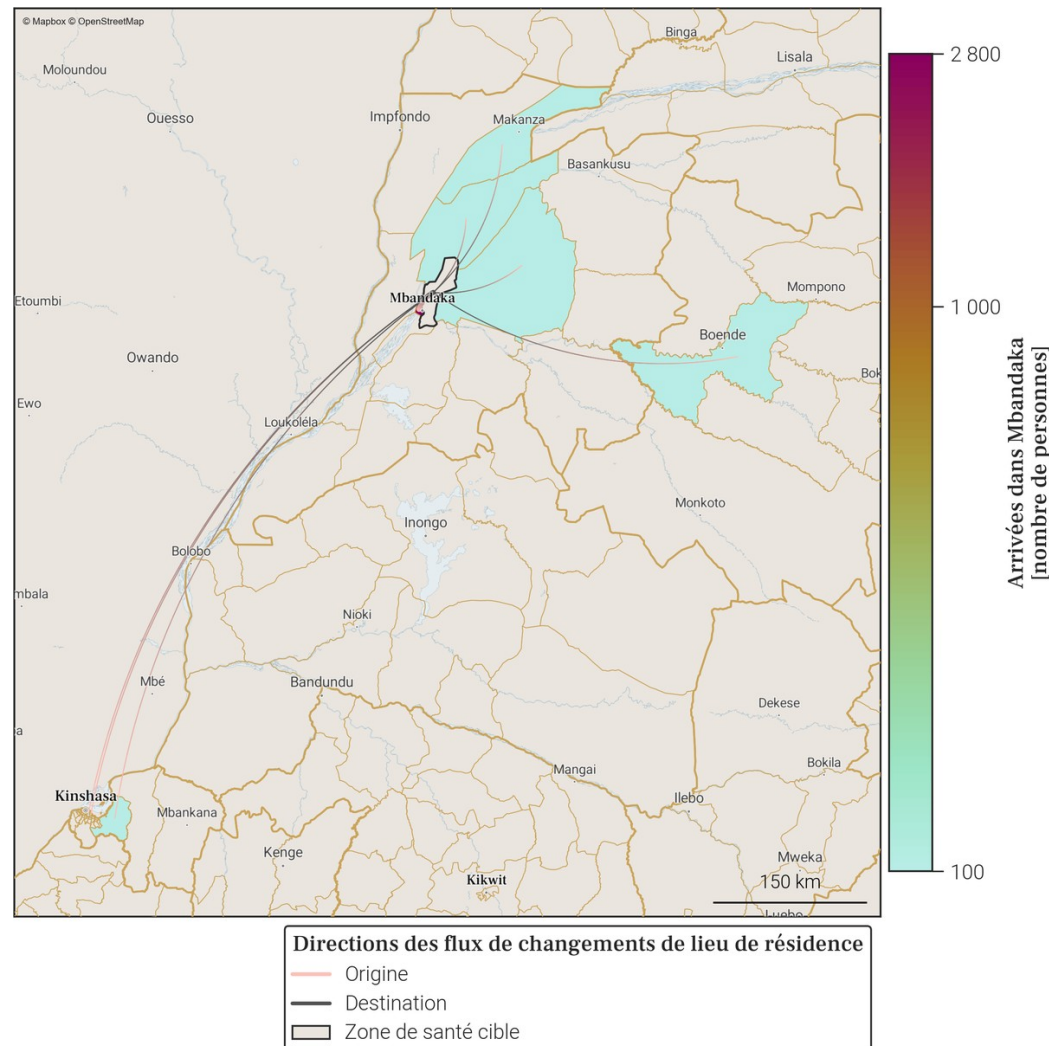 © Mapbox © OpenStreetMap
Binga
Moloundou
Lisala
Ouesso
Impfondo
Makanza
Basankusu
Mompono
Etoumbi
Mbandaka
Boende
Owando
Bok
Ewo
Loukoléla
Monkoto
Inongo
Bolobo
mbala
Nioki
Mbé
Bandundu
Dekese
a
Bokila
Mangai
Kinshasa
Ilebo
Mbankana
Kenge
Mweka
Kikwit
150 km
Luebo
2 800
1 000
100
Arrivées dans Mbandaka
[nombre de personnes]
Directions des flux de changements de lieu de résidence
Origine
Destination
Zone de santé cible